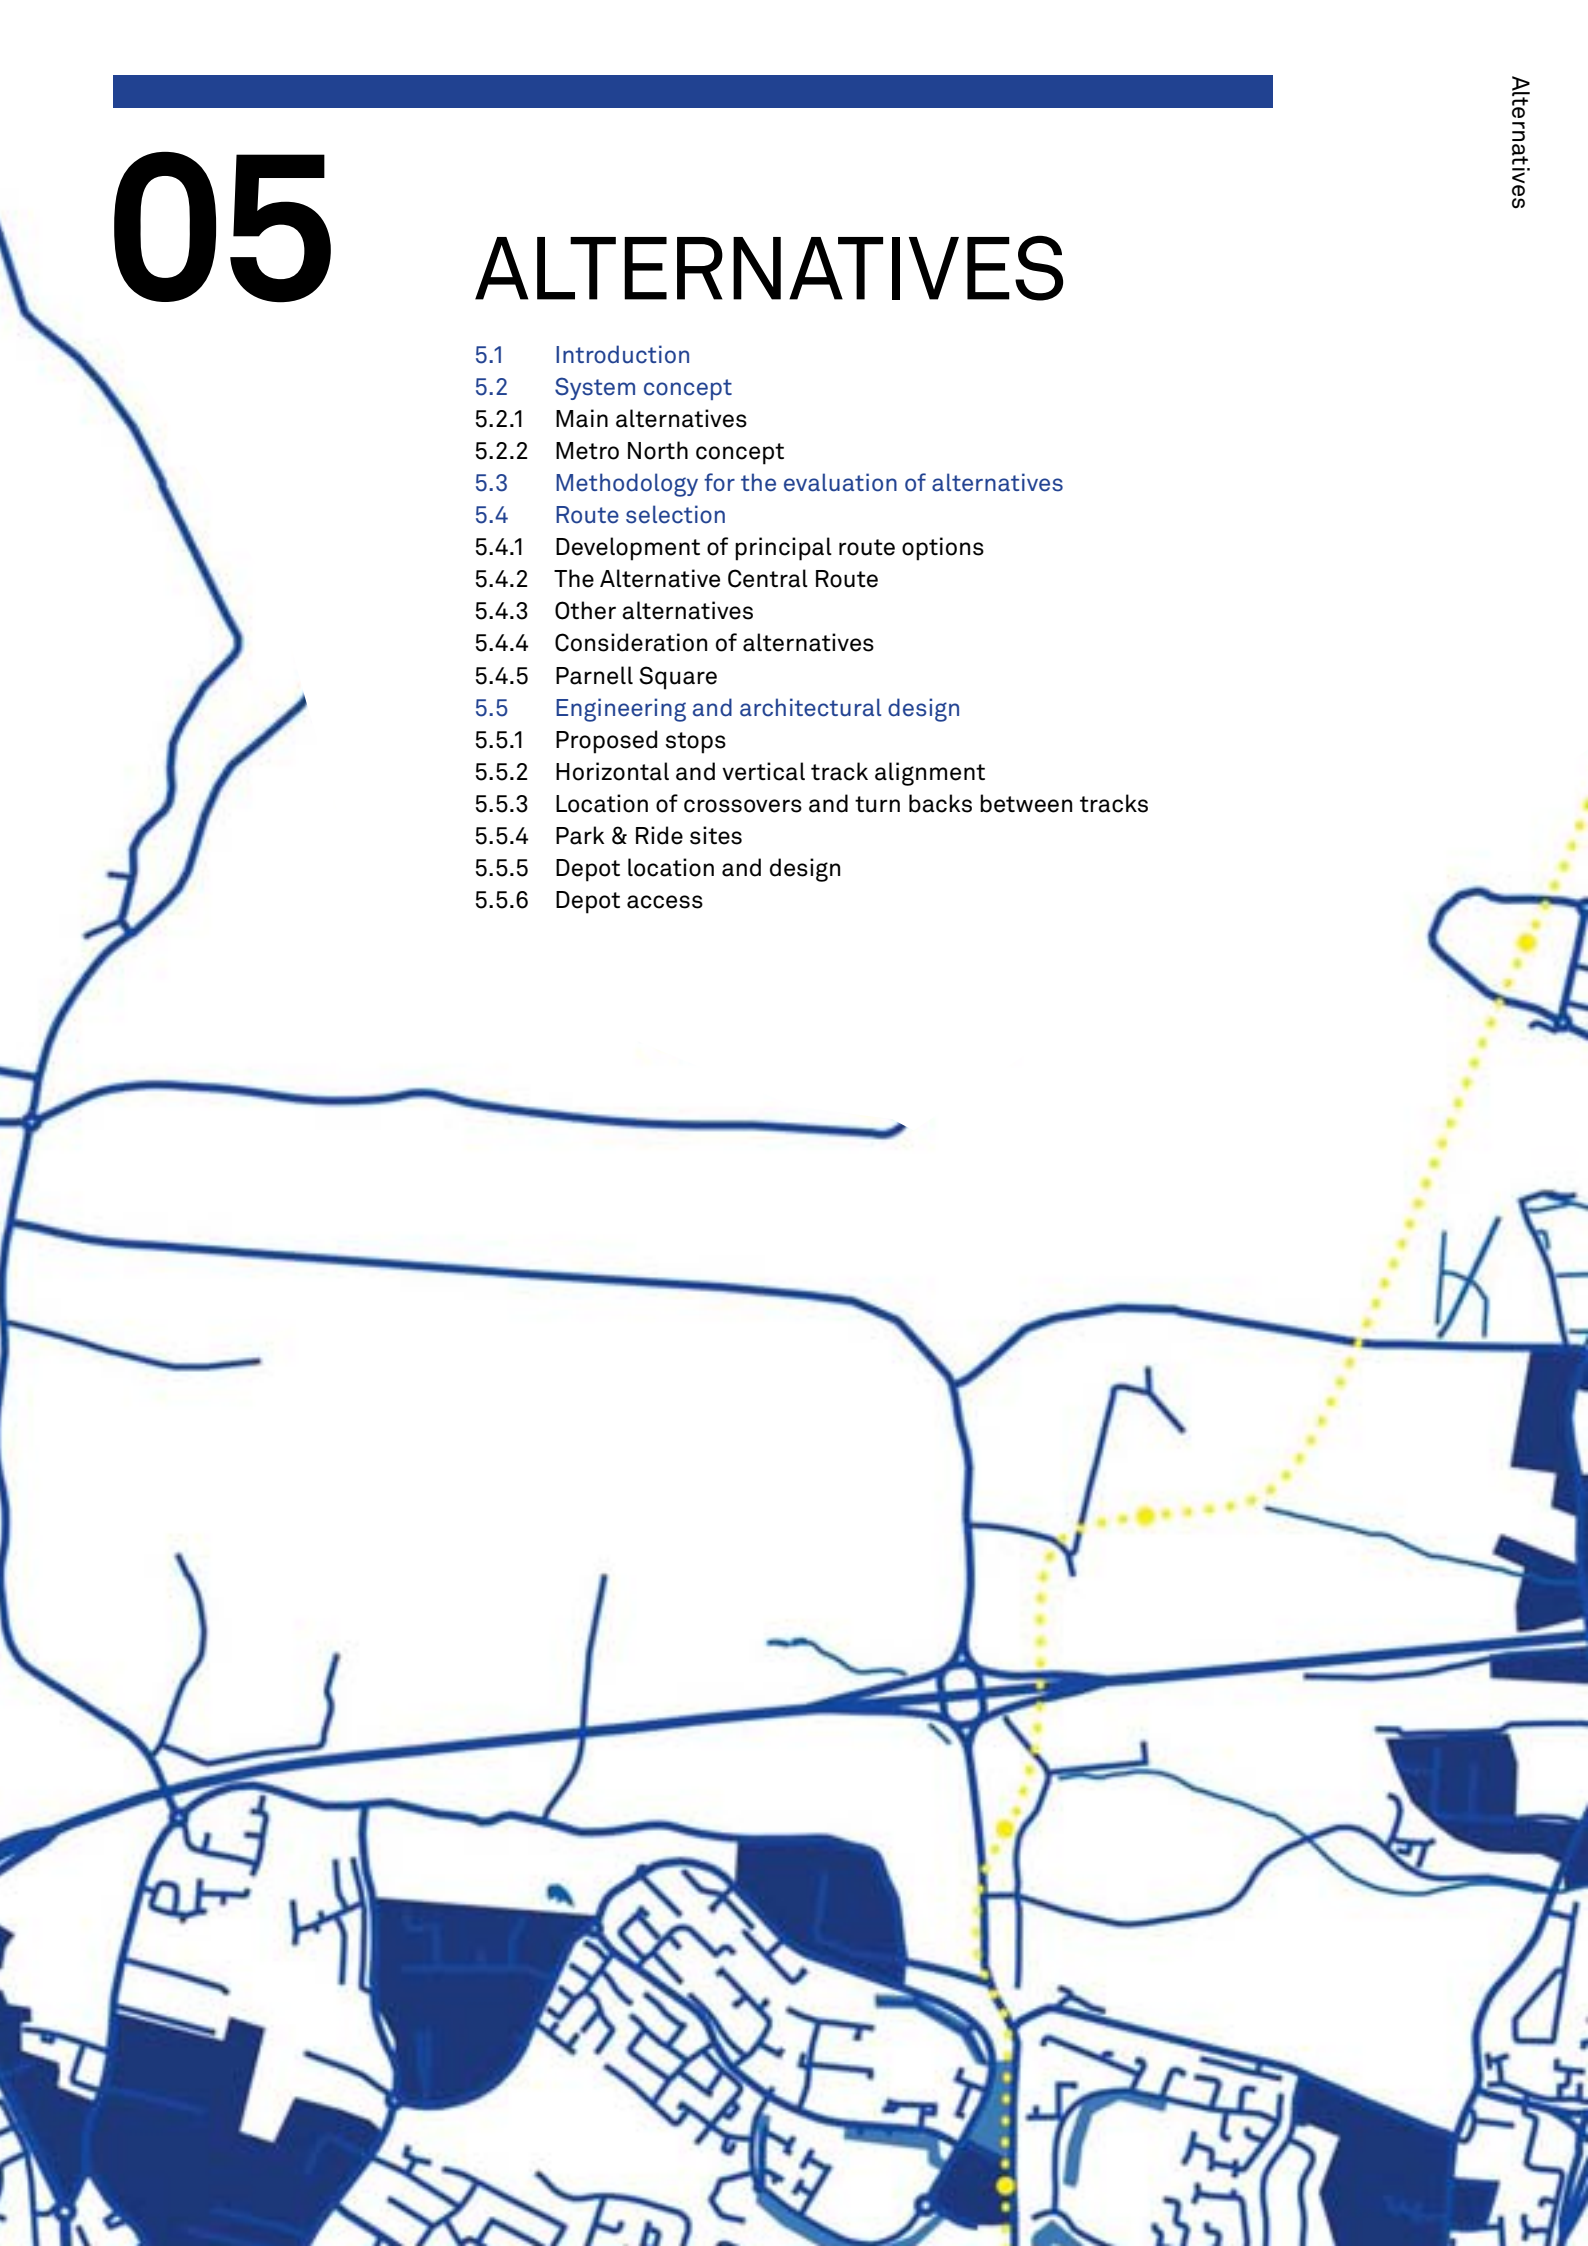 Alternatives
05
ALTERNATIVES
5.1 Introduction
5.2 System concept
5.2.1 Main alternatives
5.2.2 Metro North concept
5.3 Methodology for the evaluation of alternatives
5.4 Route selection
5.4.1 Development of principal route options
5.4.2 The Alternative Central Route
5.4.3 Other alternatives
5.4.4 Consideration of alternatives
5.4.5 Parnell Square
5.5 Engineering and architectural design
5.5.1 Proposed stops
5.5.2 Horizontal and vertical track alignment
5.5.3 Location of crossovers and turn backs between tracks
5.5.4 Park & Ride sites
5.5.5 Depot location and design
5.5.6 Depot access